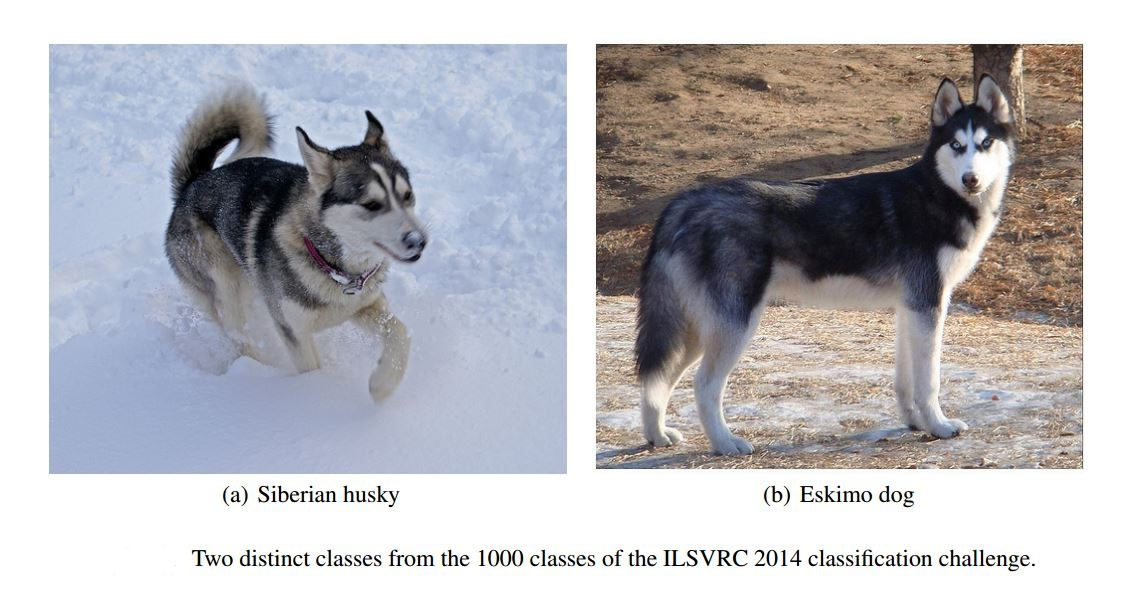 (a) Siberian husky
(b) Eskimo dog
Two distinct classes from the 1000 classes of the ILSVRC 2014 classification challenge.